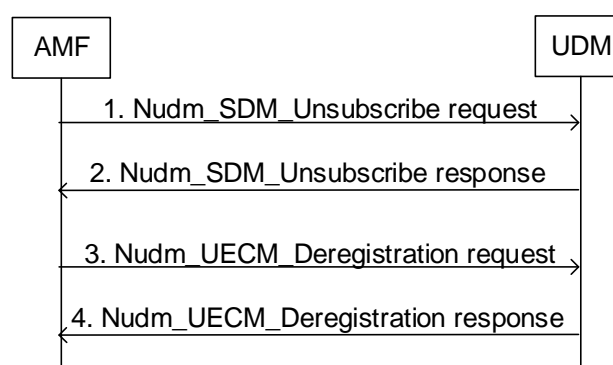 AMF
UDM
1. Nudm_SDM_Unsubscribe request
2. Nudm_SDM_Unsubscribe response
3. Nudm_UECM_Deregistration request
4. Nudm_UECM_Deregistration response